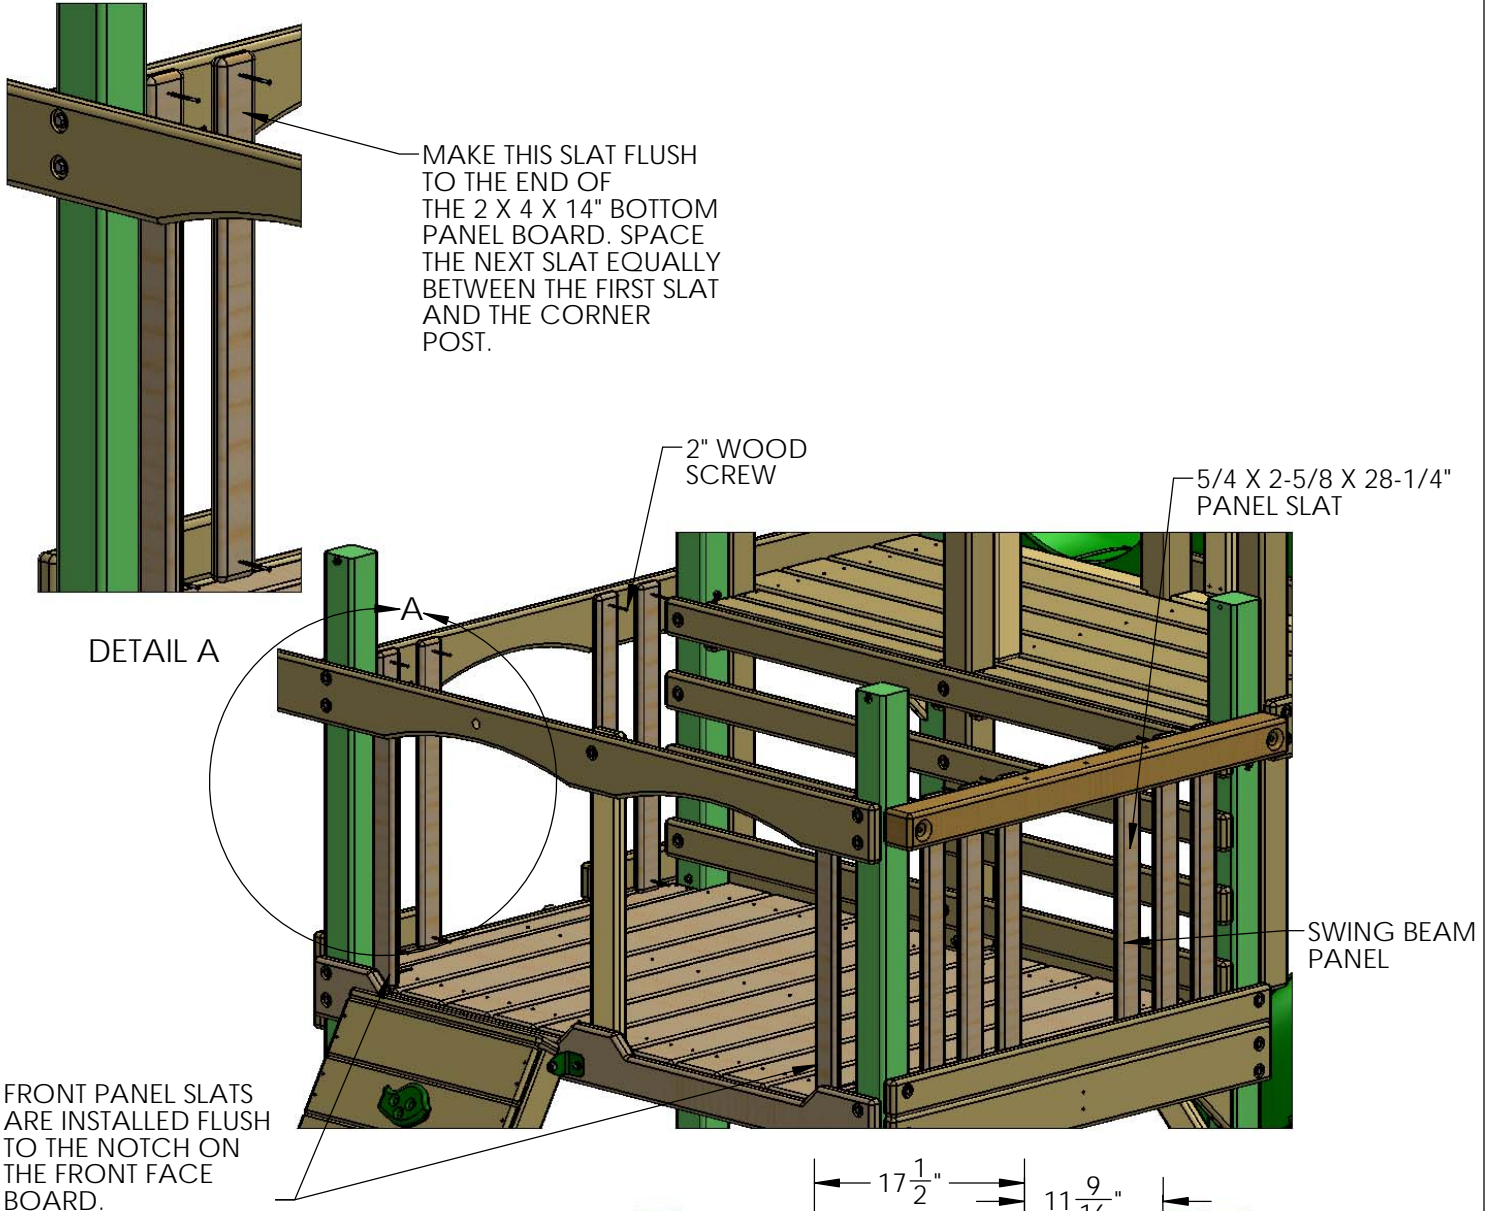 MAKE THIS SLAT FLUSH
TO THE END OF
THE 2 X 4 X 14" BOTTOM
PANEL BOARD. SPACE
THE NEXT SLAT EQUALLY
BETWEEN THE FIRST SLAT
AND THE CORNER
POST.
2" WOOD
SCREW
5/4 X 2-5/8 X 28-1/4"
PANEL SLAT
A
DETAIL A
SWING BEAM
PANEL
FRONT PANEL SLATS
ARE INSTALLED FLUSH
TO THE NOTCH ON
THE FRONT FACE
BOARD.
17 1/2"